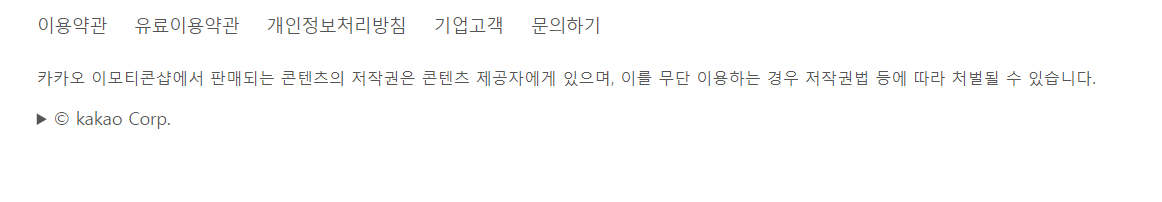 이용약관 유료이용약관 개인정보처리방침 기업고객 문의하기
카카오 이모티콘샵에서 판매되는 콘텐츠의 저작권은 콘텐츠 제공자에게 있으며, 이를 무단 이용하는 경우 저작권법 등에 따라 처벌될 수 있습니다.
▶ © kakao Corp.